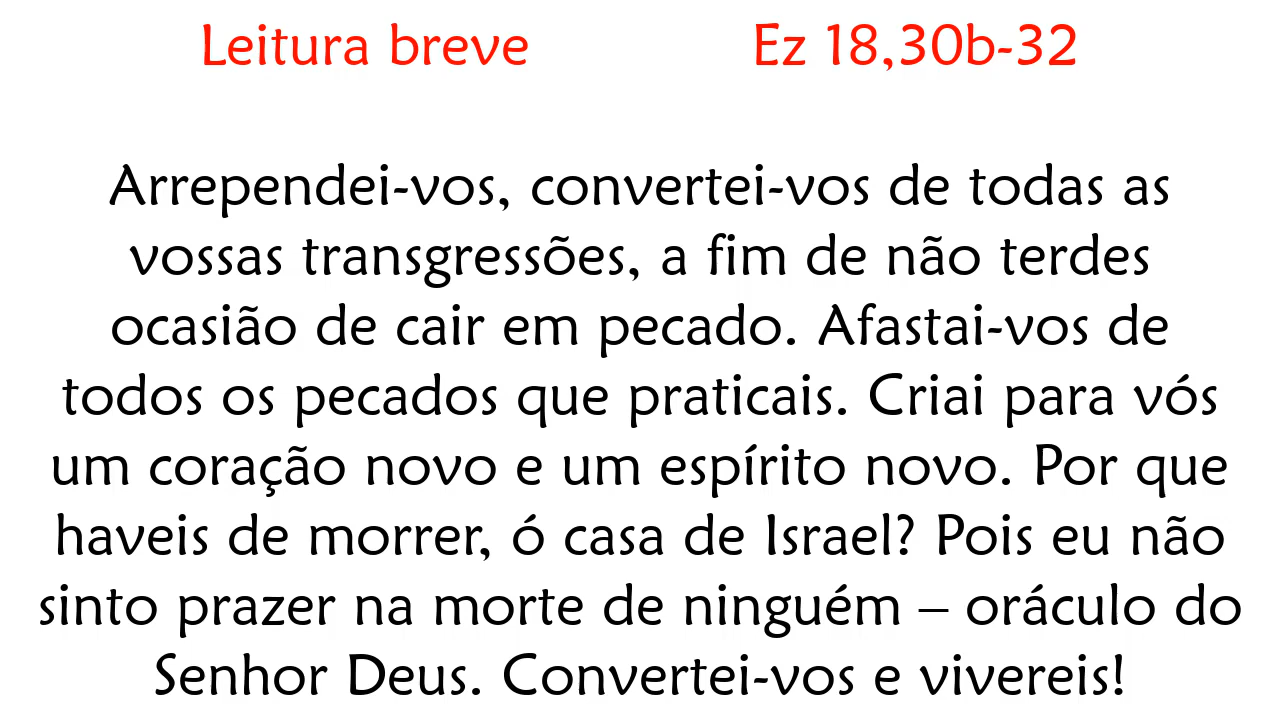 Leitura breve Ez 18,30b-32
Arrependei-vos, convertei-vos de todas as
vossas transgressões, a fim de não terdes
ocasião de cair em pecado. Afastai-vos de
todos os pecados que praticais. Criai para vós
um coração novo e um espírito novo. Por que
haveis de morrer, ó casa de Israel? Pois eu não
sinto prazer na morte de ninguém – oráculo do
Senhor Deus. Convertei-vos e vivereis!